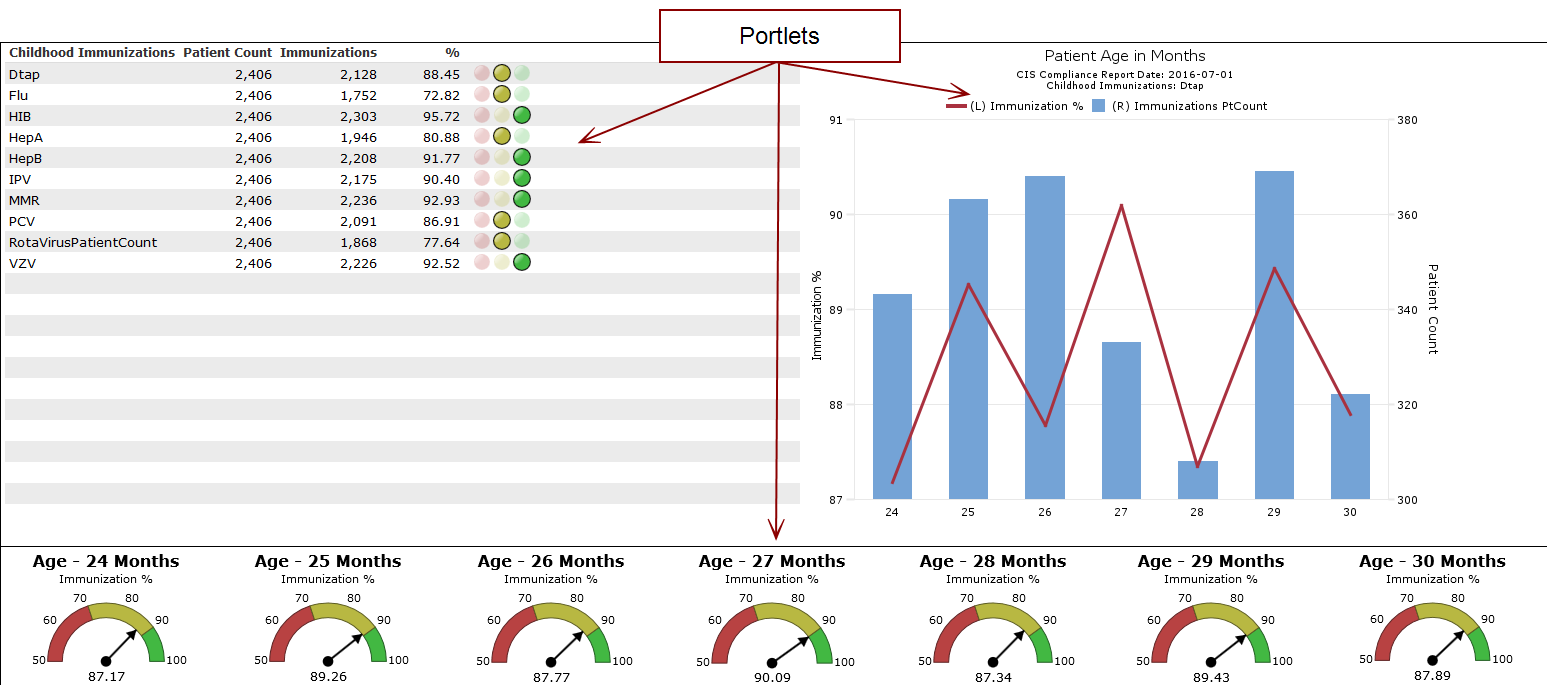 Portlets
Childhood Immunizations Patient Count Immunizations %
Dtap 2,406 2,128 88.45
Flu 2,406 1,752 72.82
HIB 2,406 2,303 95.72
HepA 2,406 1,946 80.88
HepB 2,406 2,208 91.77
IPV 2,406 2,175 90.40
MMR 2,406 2,236 92.93
PCV 2,406 2,091 86.91
RotaVirusPatientCount 2,406 1,868 77.64
VZV 2,406 2,226 92.52
Patient Age in Months
CIS Compliance Report Date: 2016-07-01
Childhood Immunizations: Dtap
(L) Immunization % (R) Immunizations PtCount
91 380
90 360
89 340
88 320
87 300
Immunization %
Patient Count
24 25 26 27 28 29 30
Age - 24 Months
Immunization %
50 60 70 80 90 100
87.17
Age - 25 Months
Immunization %
50 60 70 80 90 100
89.26
Age - 26 Months
Immunization %
50 60 70 80 90 100
87.77
Age - 27 Months
Immunization %
50 60 70 80 90 100
90.09
Age - 28 Months
Immunization %
50 60 70 80 90 100
87.34
Age - 29 Months
Immunization %
50 60 70 80 90 100
89.43
Age - 30 Months
Immunization %
50 60 70 80 90 100
87.89